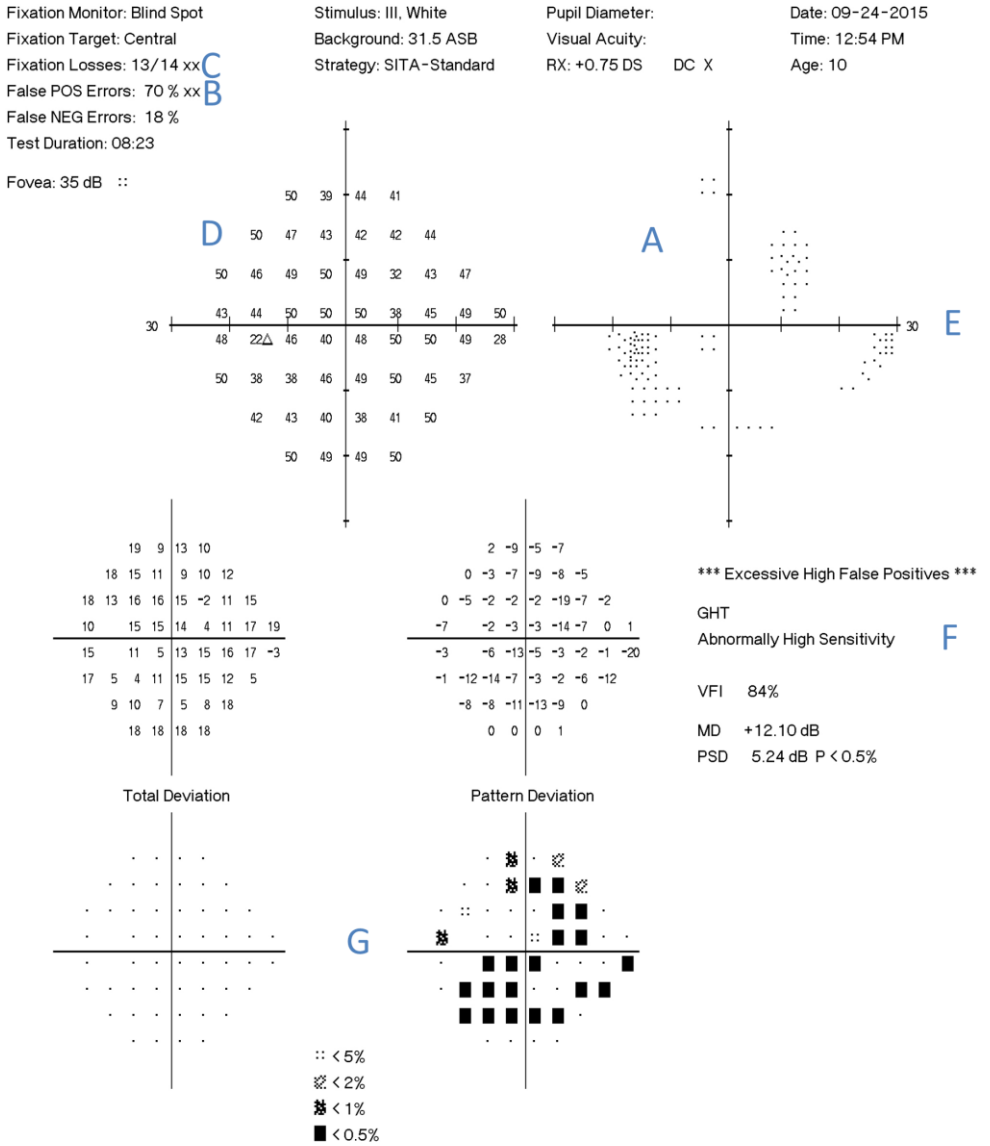 Fixation Monitor: Blind Spot
Stimulus: III, White
Pupil Diameter:
Date: 09-24-2015
Fixation Target: Central
Background: 31.5 ASB
Visual Acuity:
Time: 12:54 PM
Fixation Losses: 13/14 xx C
Strategy: SITA-Standard
RX: +0.75 DS DC X
Age: 10
False POS Errors: 70 % xx B
False NEG Errors: 18 %
Test Duration: 08:23
Fovea: 35 dB
50 39 44 41
D
50 47 43 42 42 44
A
50 46 49 50 49 32 43 47
43 44 50 50 50 38 45 49 50
30
30
E
48 22 46 40 48 50 50 49 28
50 38 38 46 49 50 45 37
42 43 40 38 41 50
50 49 49 50
19 9 13 10
18 15 11 9 10 12
18 13 16 16 15 -2 11 15
10 15 15 14 4 11 17 19
15 11 5 13 15 16 17 -3
17 5 4 11 15 15 12 5
9 10 7 5 8 18
18 18 18 18
Total Deviation
2 -9 -5 -7
0 -3 -7 -9 -8 -5
0 -5 -2 -2 -2 -19 -7 -2
-7 -2 -3 -3 -14 -7 0 1
-3 -6 -13 -5 -3 -2 -1 -20
-1 -12 -14 -7 -3 -2 -6 -12
-8 -8 -11 -13 -9 0
0 0 0 1
Pattern Deviation
*** Excessive High False Positives ***
GHT
Abnormally High Sensitivity
F
VFI 84%
MD +12.10 dB
PSD 5.24 dB P < 0.5%
G
< 5%
< 2%
< 1%
< 0.5%